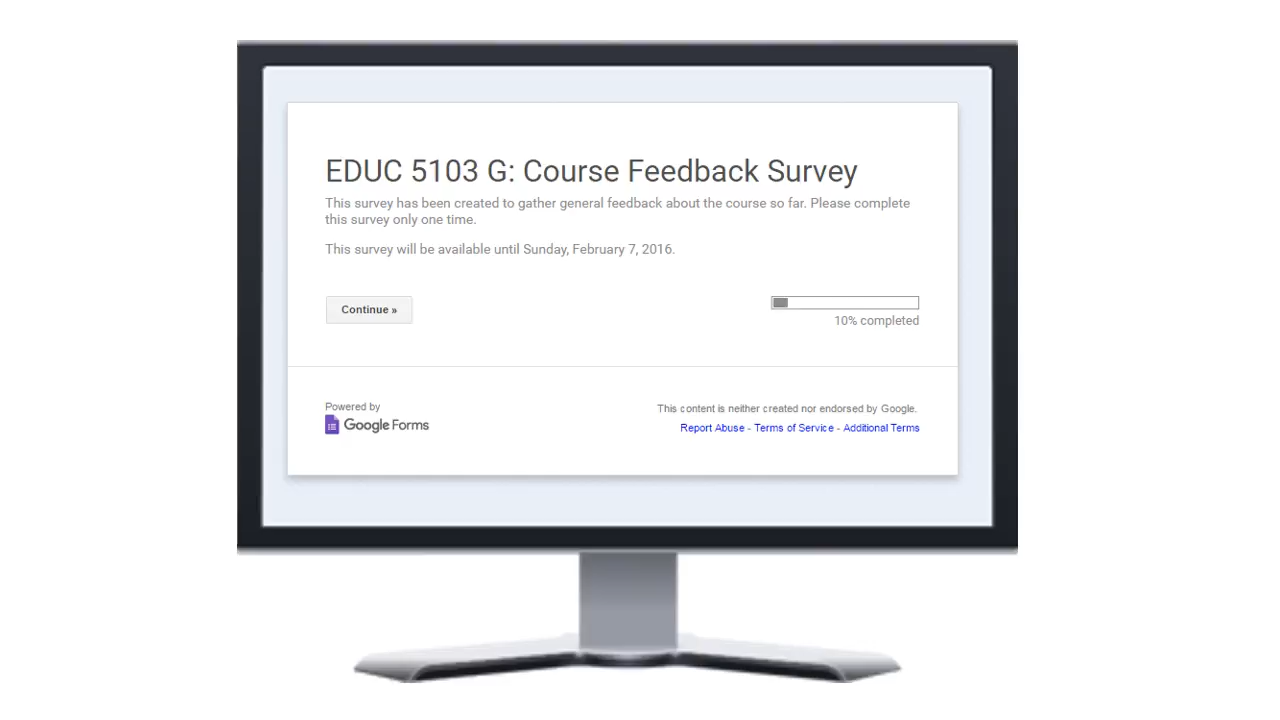 EDUC 5103 G: Course Feedback Survey
This survey has been created to gather general feedback about the course so far. Please complete
this survey only one time.
This survey will be available until Sunday, February 7, 2016.
Continue »
10% completed
Powered by
Google Forms
This content is neither created nor endorsed by Google.
Report Abuse - Terms of Service - Additional Terms